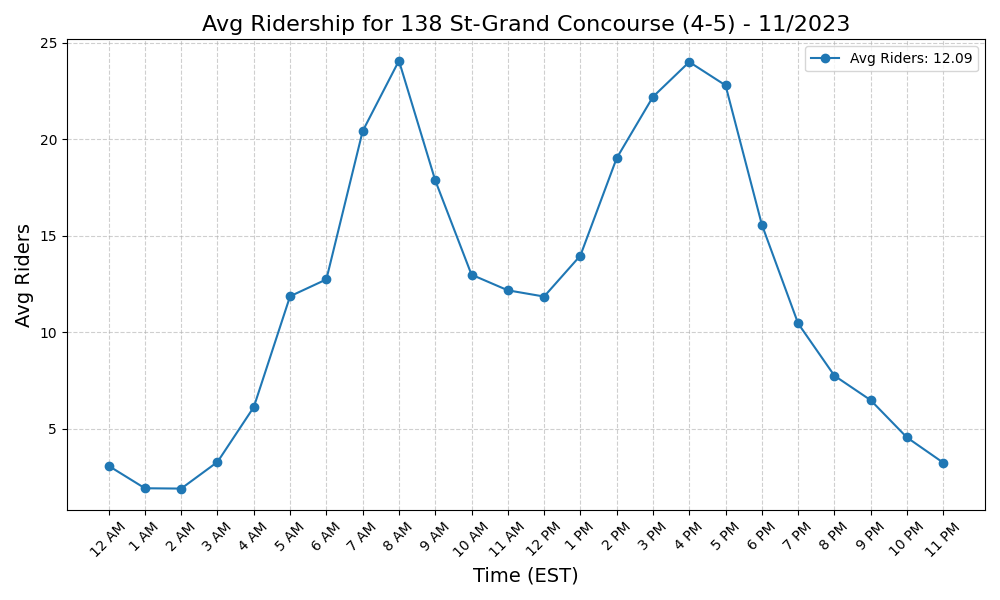 Avg Ridership for 138 St-Grand Concourse (4-5) - 11/2023
Avg Riders: 12.09
25
20
15
10
5
Avg Riders
12 AM
1 AM
2 AM
3 AM
4 AM
5 AM
6 AM
7 AM
8 AM
9 AM
10 AM
11 AM
12 PM
1 PM
2 PM
3 PM
4 PM
5 PM
6 PM
7 PM
8 PM
9 PM
10 PM
11 PM
Time (EST)